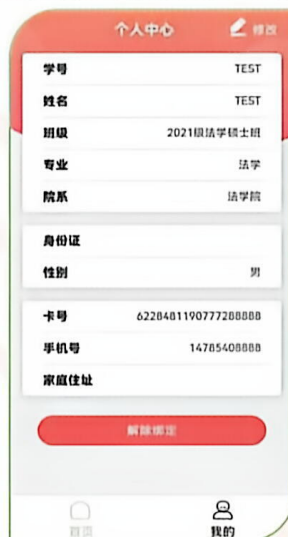 个人中心 修改
学号 TEST
姓名 TEST
班级 2021级法学硕士班
专业 法学
院系 法学院
身份证
性别 男
卡号 6228481190777288888
手机号 14785408888
家庭住址
解除绑定
首页 我的